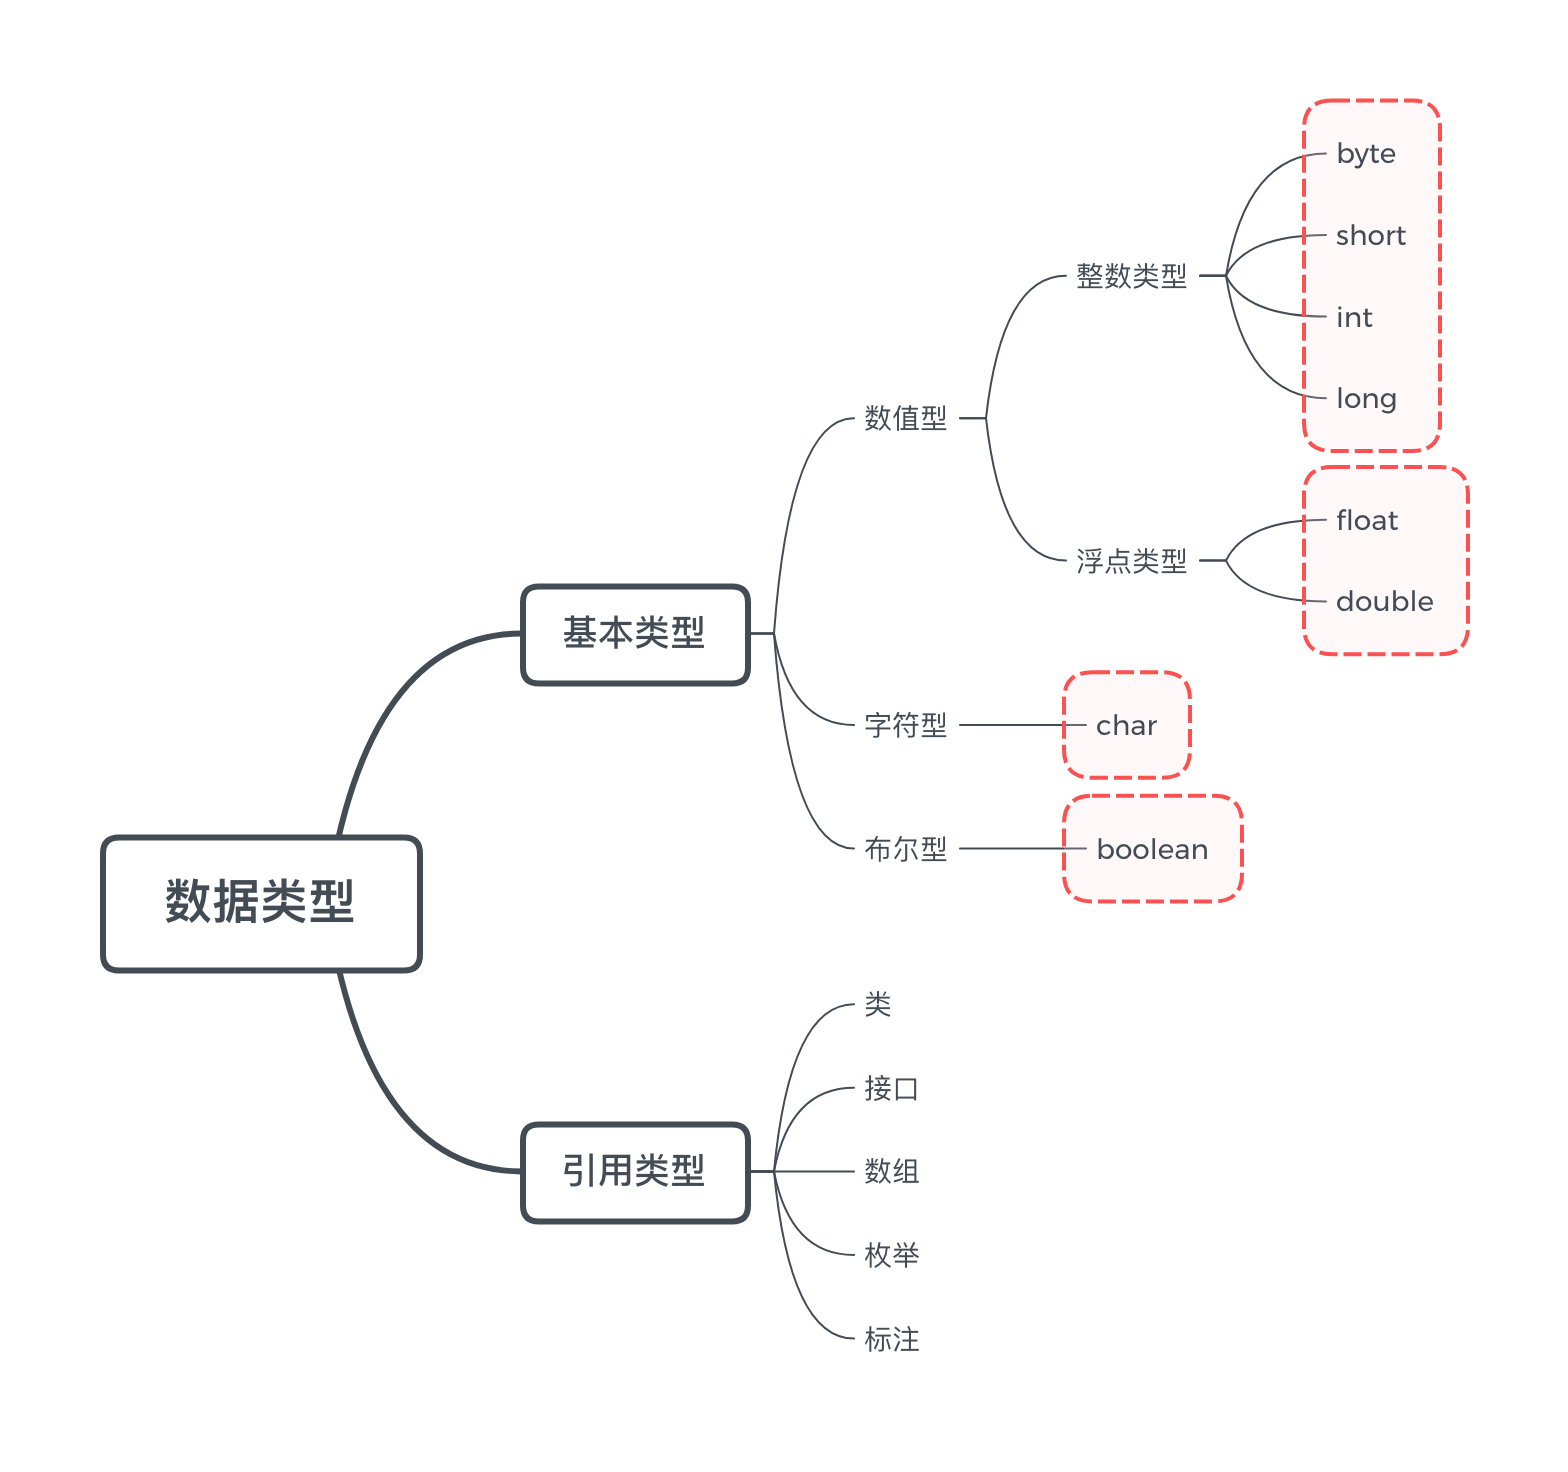 数据类型
基本类型
数值型
整数类型
byte
short
int
long
浮点类型
float
double
字符型
char
布尔型
boolean
引用类型
类
接口
数组
枚举
标注